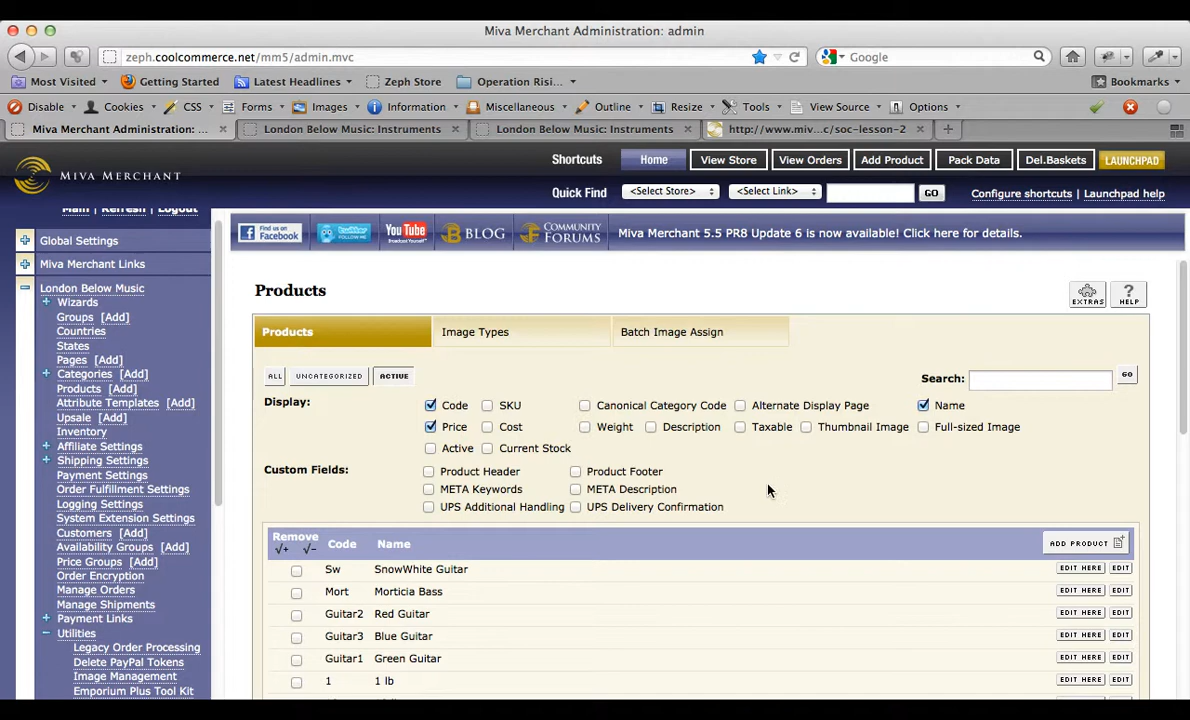 Miva Merchant Administration: admin
zeph.coolcommerce.net/mm5/admin.mvc
Google
Most Visited Getting Started Latest Headlines Zeph Store Operation Risi... Bookmarks
Disable Cookies CSS Forms Images Information Miscellaneous Outline Resize Tools View Source Options
Miva Merchant Administration: ... London Below Music: Instruments London Below Music: Instruments http://www.miv...c/soc-lesson-2
MIVA MERCHANT
Shortcuts Home View Store View Orders Add Product Pack Data Del.Baskets LAUNCHPAD
Quick Find <Select Store> <Select Link> GO Configure shortcuts | Launchpad help
Main | Refresh | Logout
Find us on Facebook twitter FOLLOW ME YouTube Broadcast Yourself BLOG COMMUNITY FORUMS Miva Merchant 5.5 PR8 Update 6 is now available! Click here for details.
Global Settings
Miva Merchant Links
London Below Music
Wizards
Groups [Add]
Countries
States
Pages [Add]
Categories [Add]
Products [Add]
Attribute Templates [Add]
Upsale [Add]
Inventory
Affiliate Settings
Shipping Settings
Payment Settings
Order Fulfillment Settings
Logging Settings
System Extension Settings
Customers [Add]
Availability Groups [Add]
Price Groups [Add]
Order Encryption
Manage Orders
Manage Shipments
Payment Links
Utilities
Legacy Order Processing
Delete PayPal Tokens
Image Management
Emporium Plus Tool Kit
Products
EXTRAS ? HELP
Products Image Types Batch Image Assign
ALL UNCATEGORIZED ACTIVE Search: GO
Display: Code SKU Canonical Category Code Alternate Display Page Name
Price Cost Weight Description Taxable Thumbnail Image Full-sized Image
Active Current Stock
Custom Fields: Product Header Product Footer
META Keywords META Description
UPS Additional Handling UPS Delivery Confirmation
Remove Code Name ADD PRODUCT
√+ √−
Sw SnowWhite Guitar EDIT HERE EDIT
Mort Morticia Bass EDIT HERE EDIT
Guitar2 Red Guitar EDIT HERE EDIT
Guitar3 Blue Guitar EDIT HERE EDIT
Guitar1 Green Guitar EDIT HERE EDIT
1 1 lb EDIT HERE EDIT